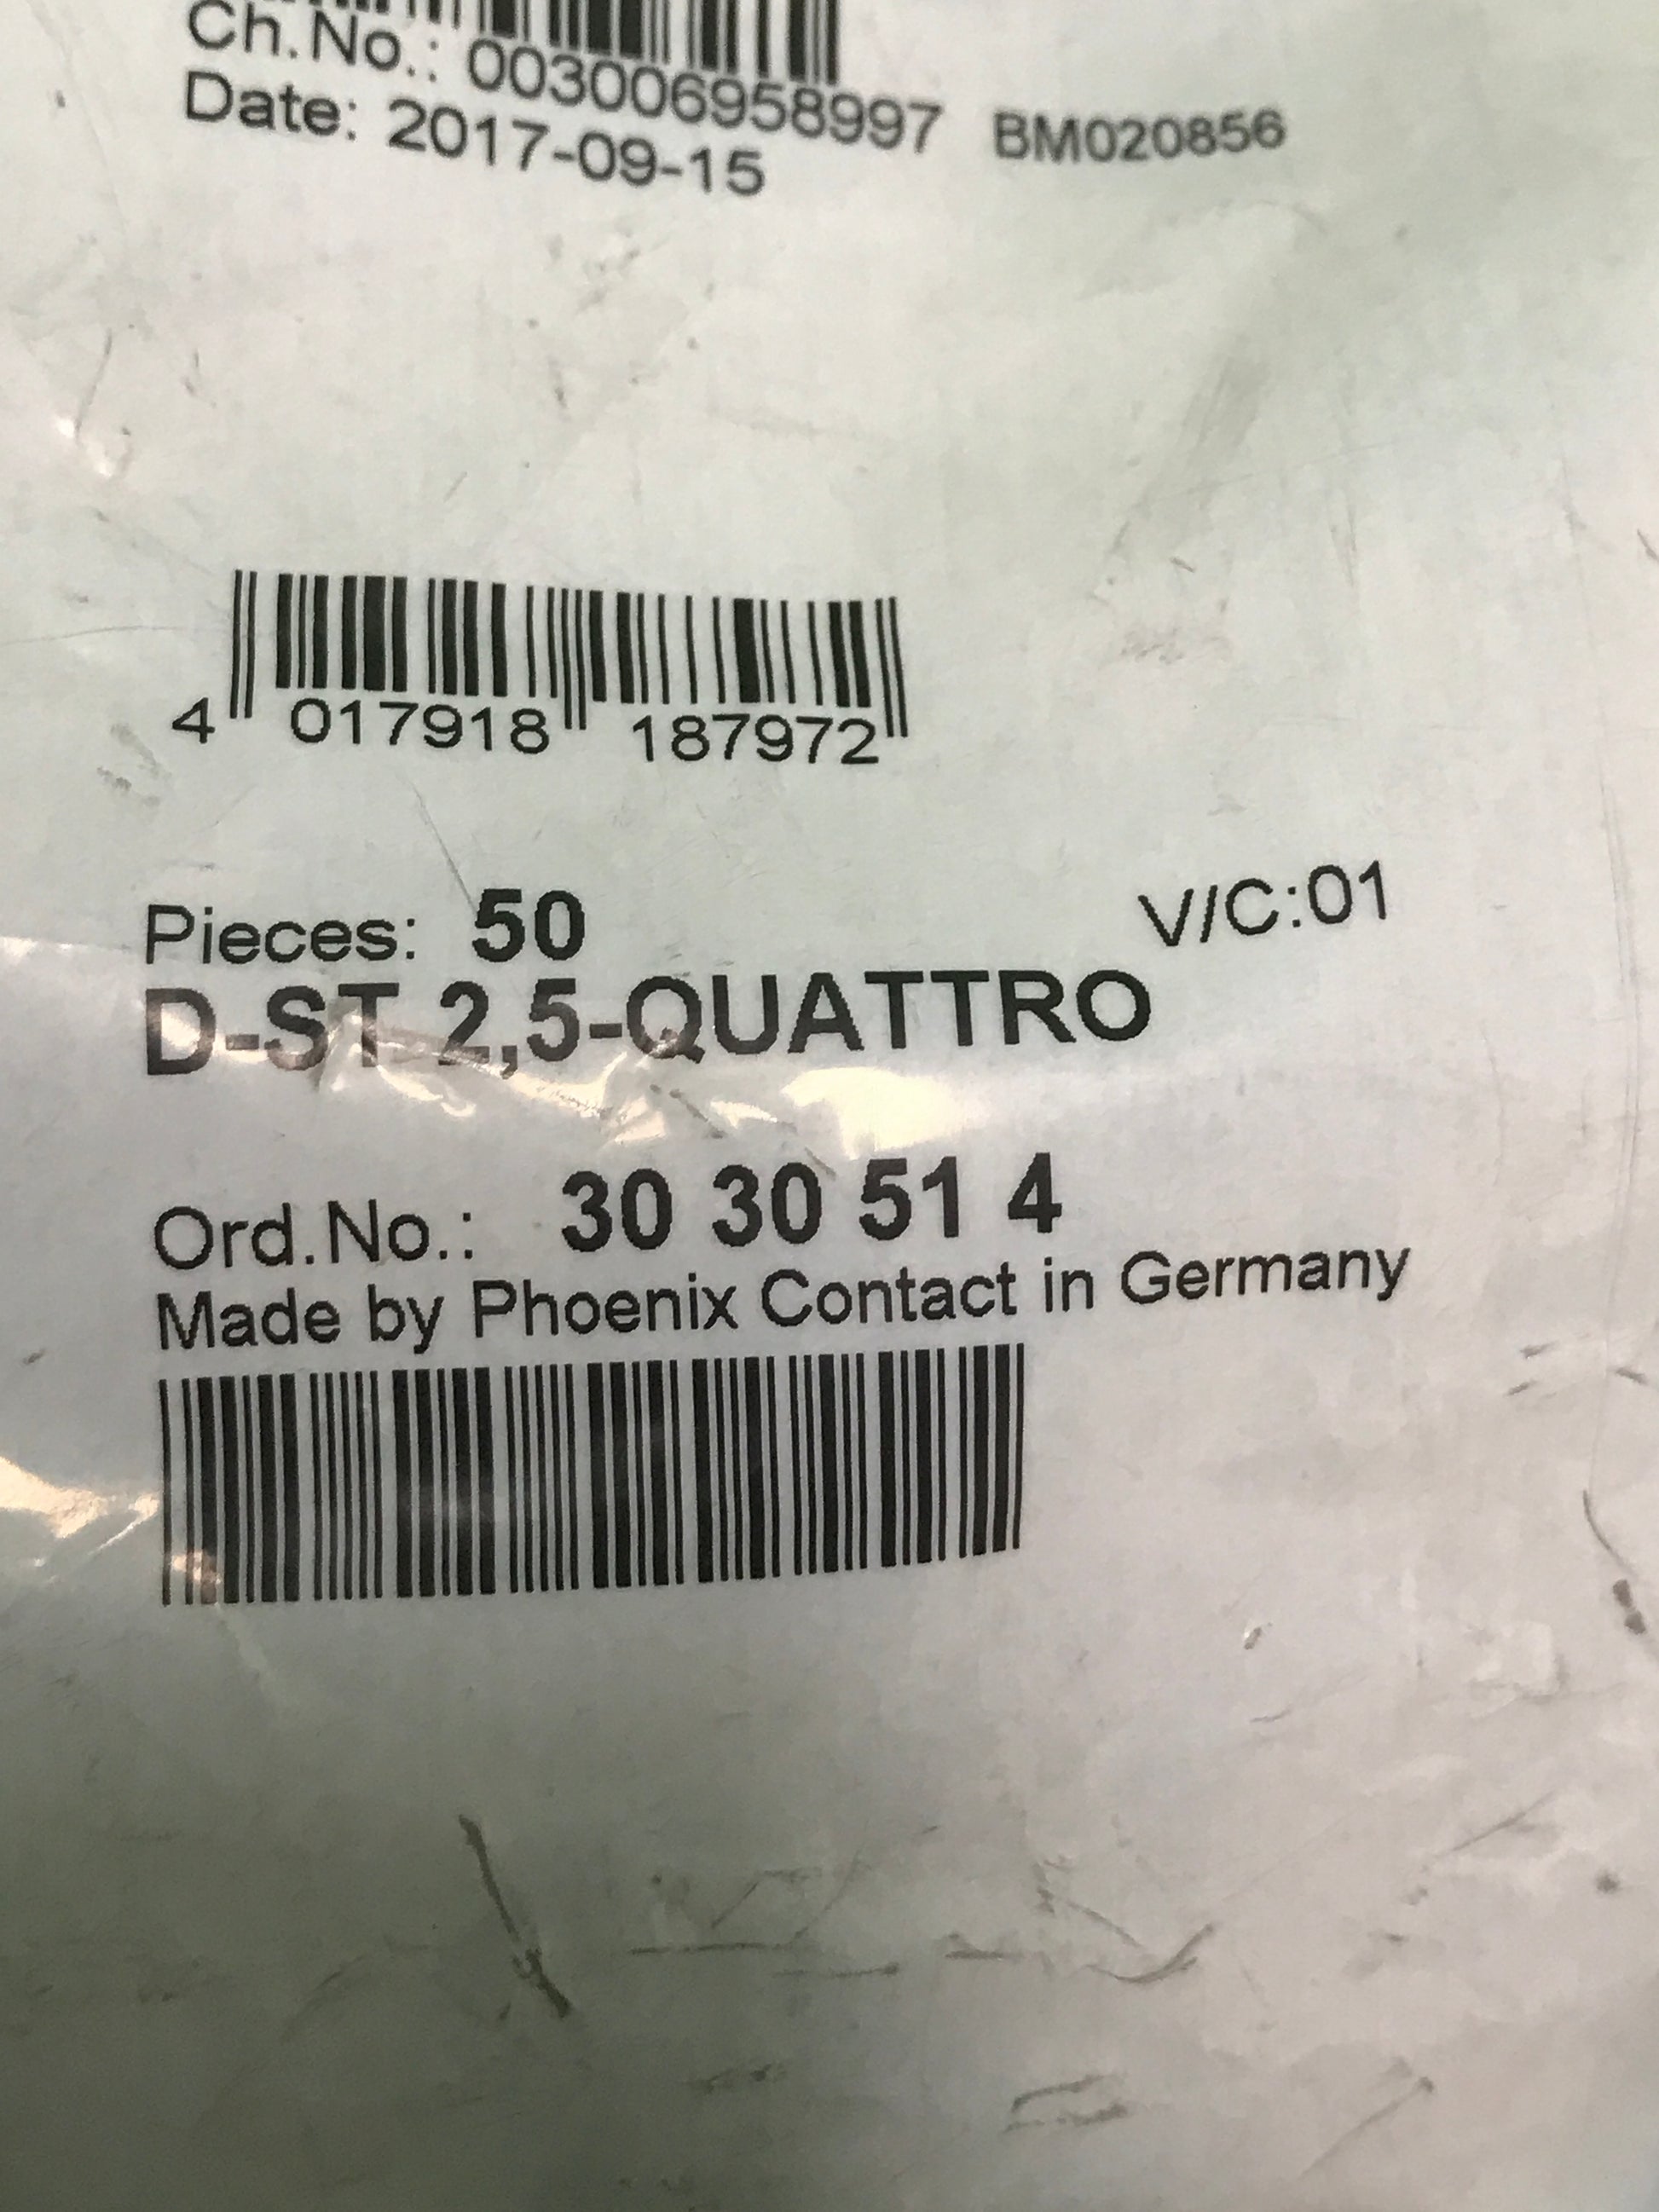 Ch.No.: 003006958997 BM020856
Date: 2017-09-15
4 017918 187972
Pieces: 50 V/C:01
D-ST 2,5-QUATTRO
Ord.No.: 30 30 51 4
Made by Phoenix Contact in Germany